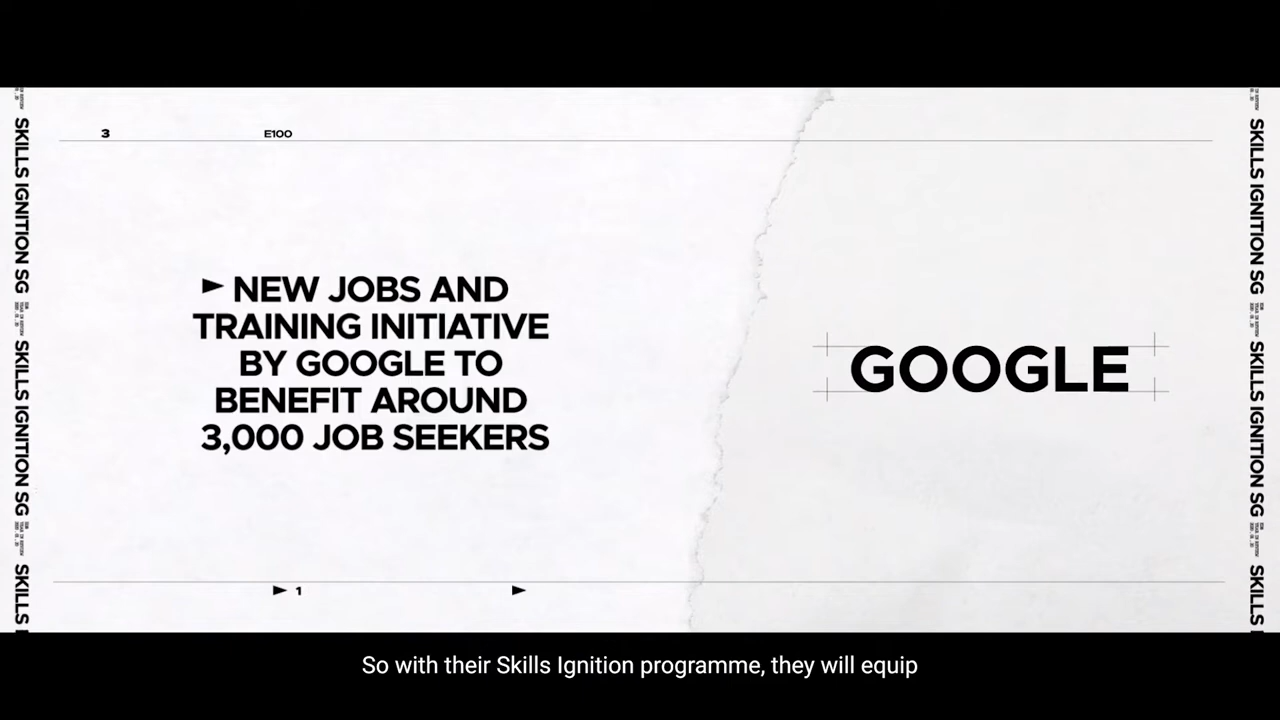 3
E100
SKILLS IGNITION SG
SKILLS IGNITION SG
SKILLS
► NEW JOBS AND
TRAINING INITIATIVE
BY GOOGLE TO
BENEFIT AROUND
3,000 JOB SEEKERS
GOOGLE
SKILLS IGNITION SG
SKILLS IGNITION SG
SKILLS
► 1
►
So with their Skills Ignition programme, they will equip